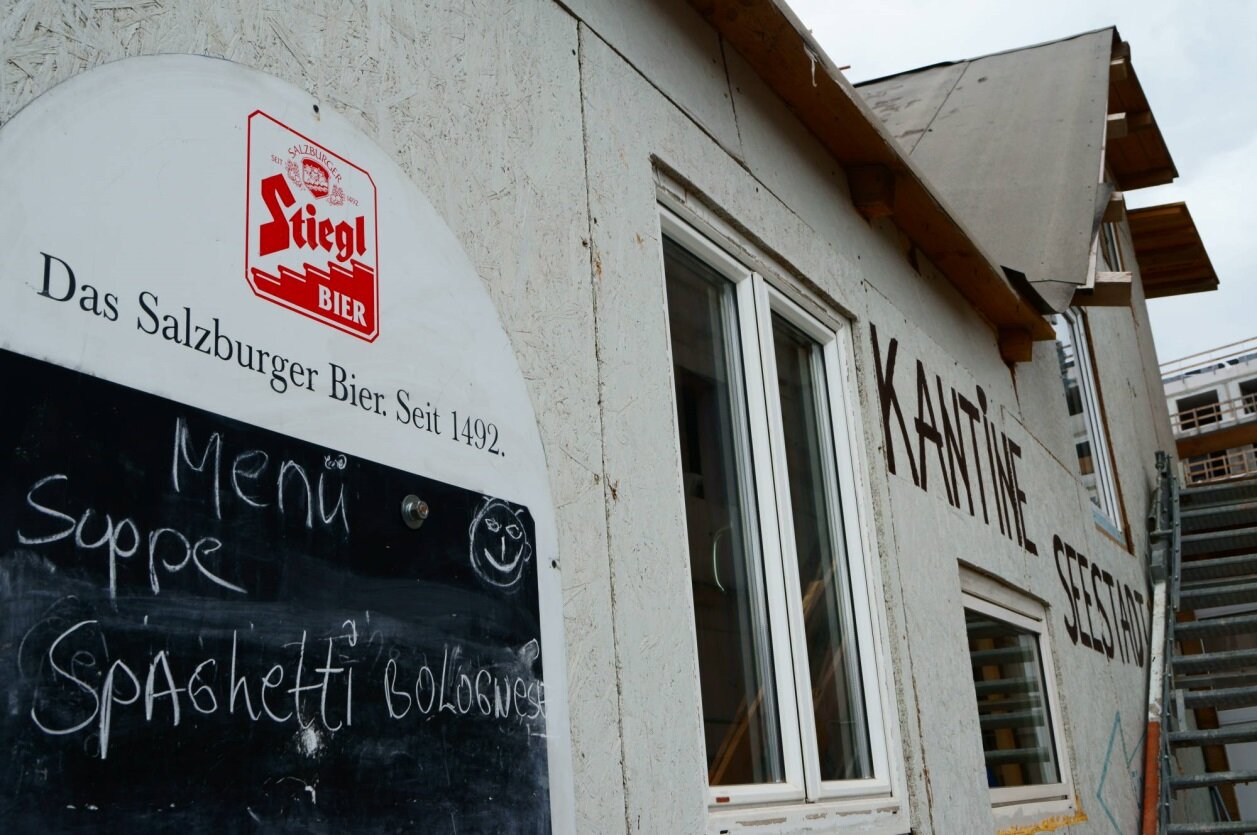 SALZBURGER
SEIT 1492
Stiegl
BIER
Das Salzburger Bier. Seit 1492.
Menü
Suppe
SpAGhetti BOLOGNESE
KANTiNE
SEESTADT